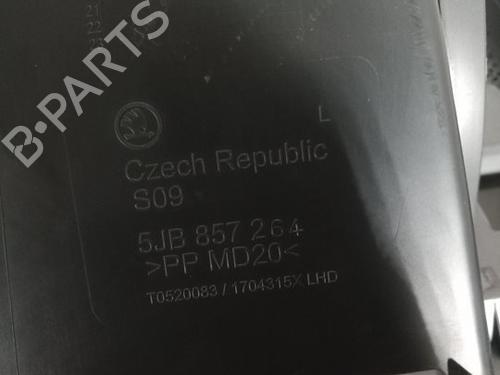 L
Czech Republic
S09
5JB 857 264
>PP MD20<
T0520083 / 1704315X LHD
B-Parts